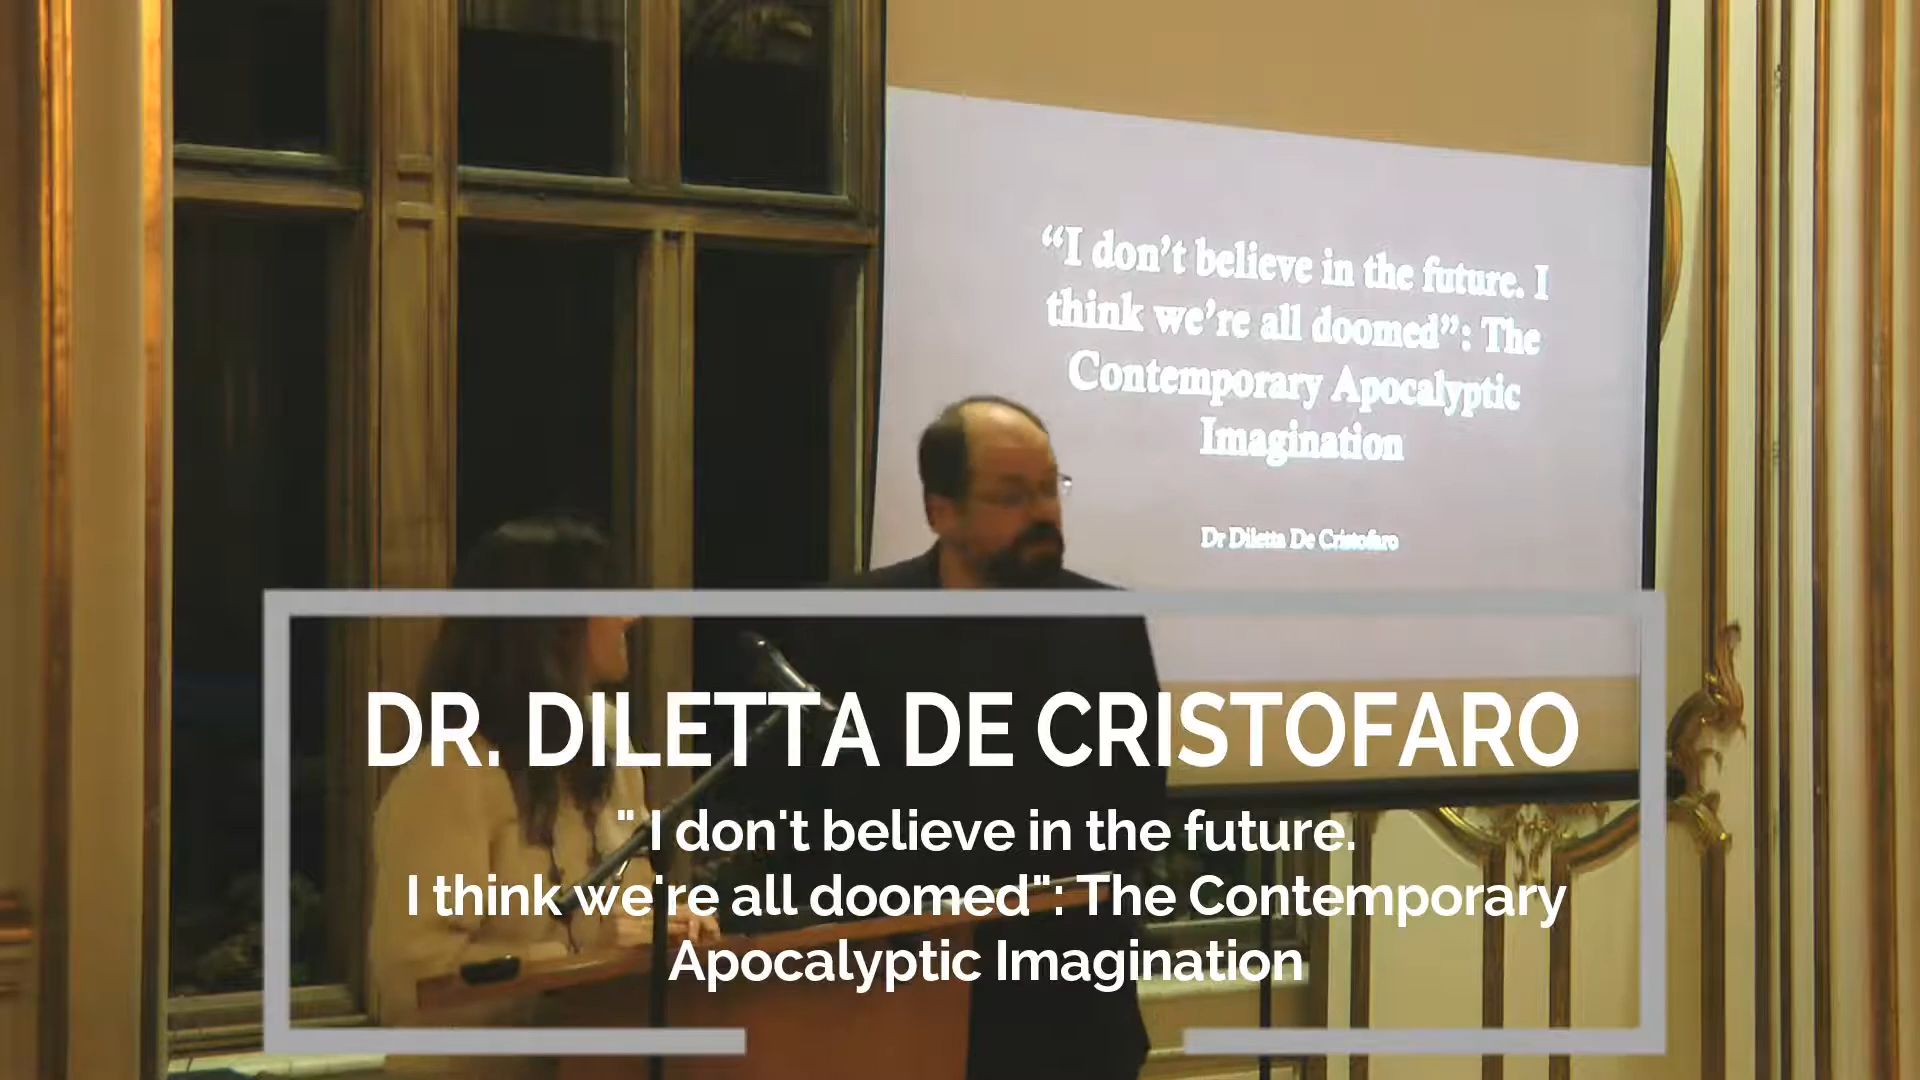 “I don’t believe in the future. I
think we’re all doomed”: The
Contemporary Apocalyptic
Imagination
Dr Diletta De Cristofaro
DR. DILETTA DE CRISTOFARO
" I don't believe in the future.
I think we're all doomed": The Contemporary
Apocalyptic Imagination